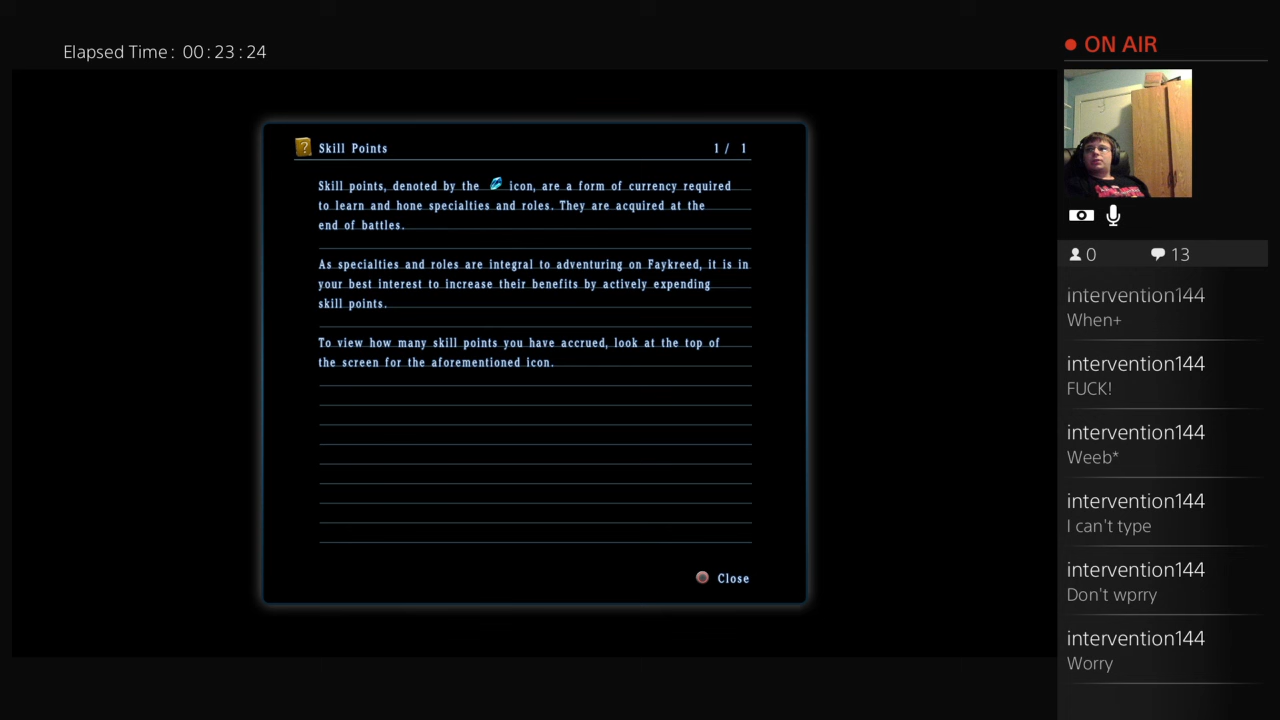 Elapsed Time: 00:23:24
ON AIR
? Skill Points 1/ 1
Skill points, denoted by the icon, are a form of currency required
to learn and hone specialties and roles. They are acquired at the
end of battles.
As specialties and roles are integral to adventuring on Faykreed, it is in
your best interest to increase their benefits by actively expending
skill points.
To view how many skill points you have accrued, look at the top of
the screen for the aforementioned icon.
Close
0 13
intervention144
When+
intervention144
FUCK!
intervention144
Weeb*
intervention144
I can't type
intervention144
Don't wprry
intervention144
Worry